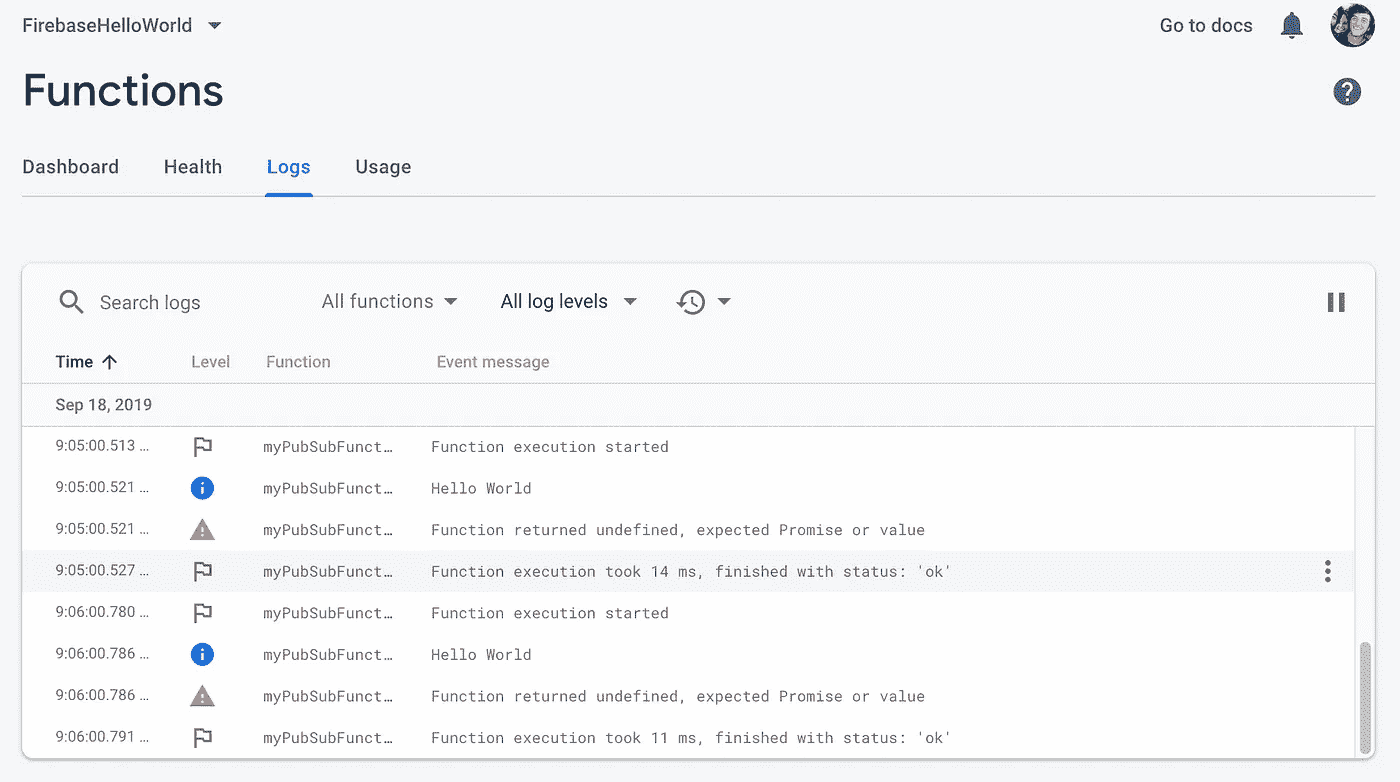 FirebaseHelloWorld Go to docs
Functions
Dashboard Health Logs Usage
Search logs All functions All log levels
Time Level Function Event message
Sep 18, 2019
9:05:00.513 ... myPubSubFunct… Function execution started
9:05:00.521 ... myPubSubFunct… Hello World
9:05:00.521 ... myPubSubFunct… Function returned undefined, expected Promise or value
9:05:00.527 ... myPubSubFunct… Function execution took 14 ms, finished with status: 'ok'
9:06:00.780 ... myPubSubFunct… Function execution started
9:06:00.786 ... myPubSubFunct… Hello World
9:06:00.786 ... myPubSubFunct… Function returned undefined, expected Promise or value
9:06:00.791 ... myPubSubFunct… Function execution took 11 ms, finished with status: 'ok'